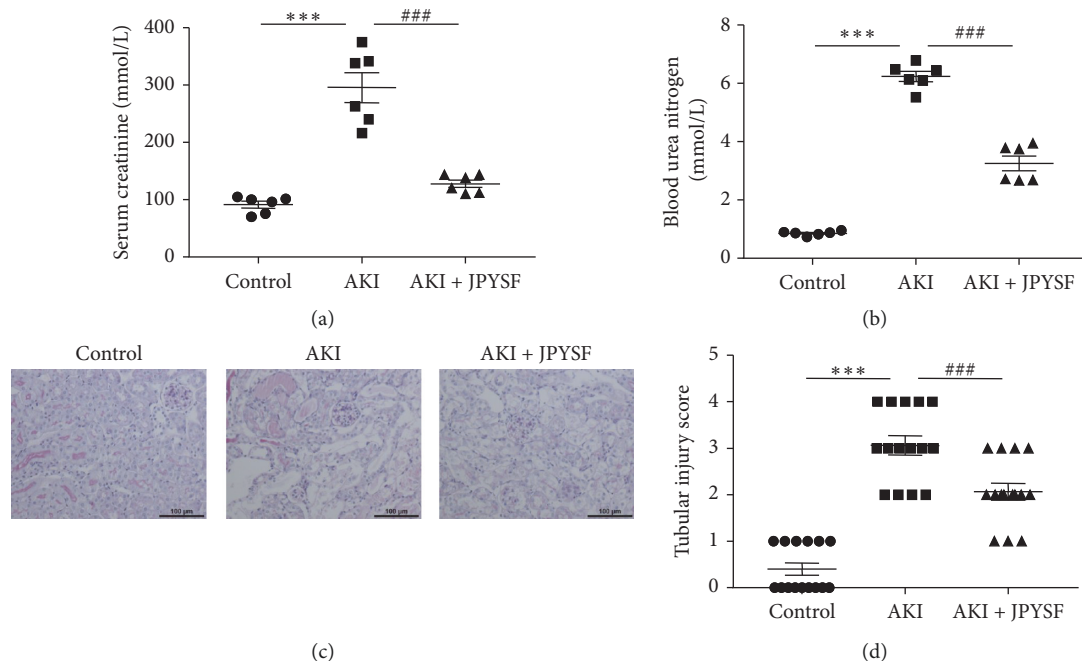 Serum creatinine (mmol/L)
400
300
200
100
0
***
###
Control
AKI
AKI + JPYSF
(a)
Blood urea nitrogen
(mmol/L)
8
6
4
2
0
***
###
Control
AKI
AKI + JPYSF
(b)
Control
AKI
AKI + JPYSF
100 μm
100 μm
100 μm
(c)
Tubular injury score
5
4
3
2
1
0
***
###
Control
AKI
AKI + JPYSF
(d)